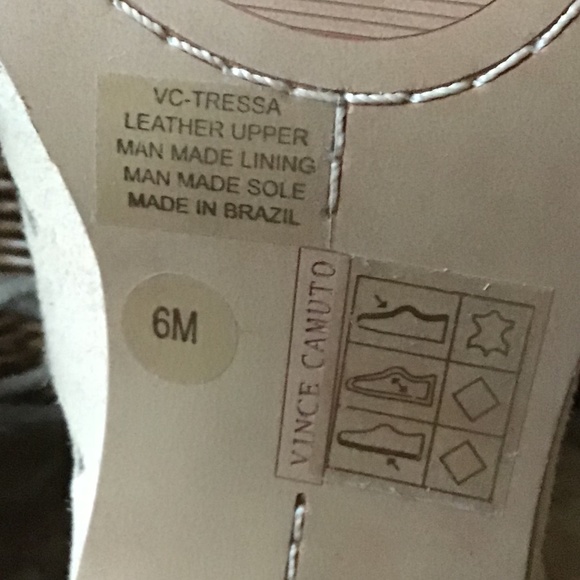 VC-TRESSA
LEATHER UPPER
MAN MADE LINING
MAN MADE SOLE
MADE IN BRAZIL
6M
VINCE CAMUTO